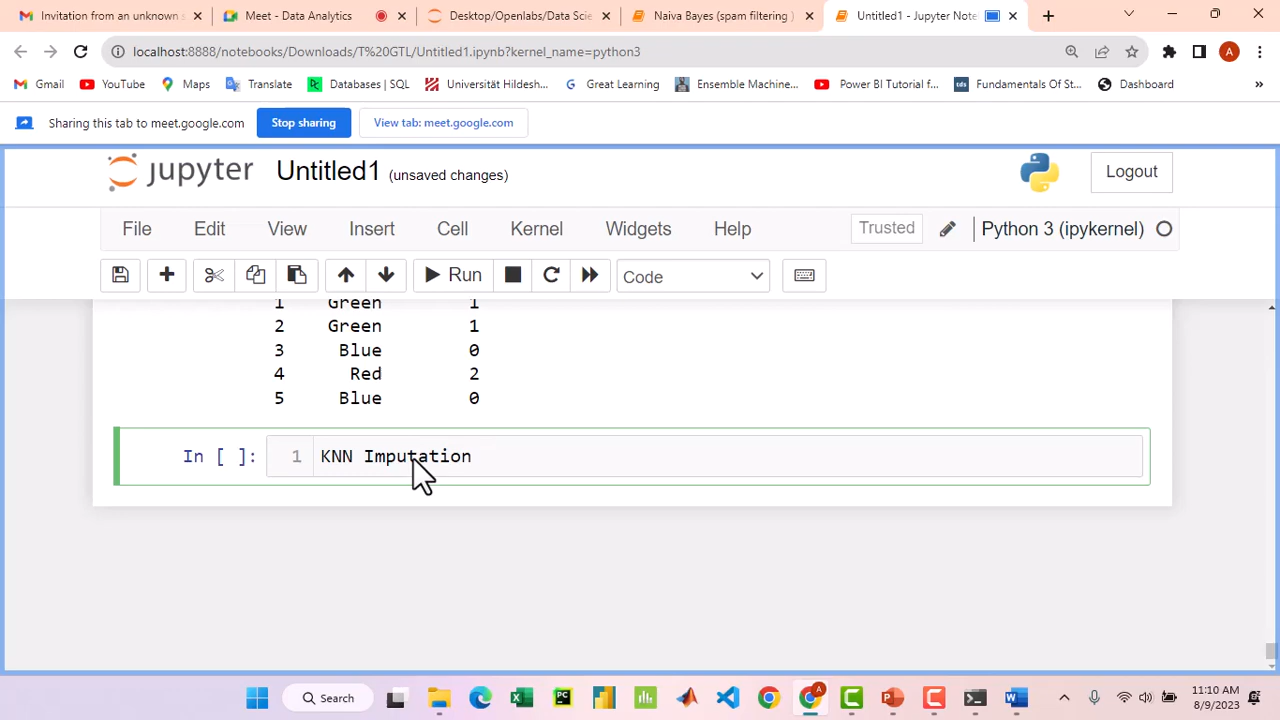 Invitation from an unknown s
Meet - Data Analytics
Desktop/Openlabs/Data Scie
Naiva Bayes (spam filtering )
Untitled1 - Jupyter Note
localhost:8888/notebooks/Downloads/T%20GTL/Untitled1.ipynb?kernel_name=python3
A
Gmail
YouTube
Maps
Translate
Databases | SQL
Universität Hildesh...
Great Learning
Ensemble Machine...
Power BI Tutorial f...
Fundamentals Of St...
Dashboard
»
Sharing this tab to meet.google.com
Stop sharing
View tab: meet.google.com
jupyter Untitled1 (unsaved changes)
Logout
File Edit View Insert Cell Kernel Widgets Help
Trusted
Python 3 (ipykernel)
Run
Code
1 Green 1
2 Green 1
3 Blue 0
4 Red 2
5 Blue 0
In [ ]: 1 KNN Imputation
Search
11:10 AM
8/9/2023